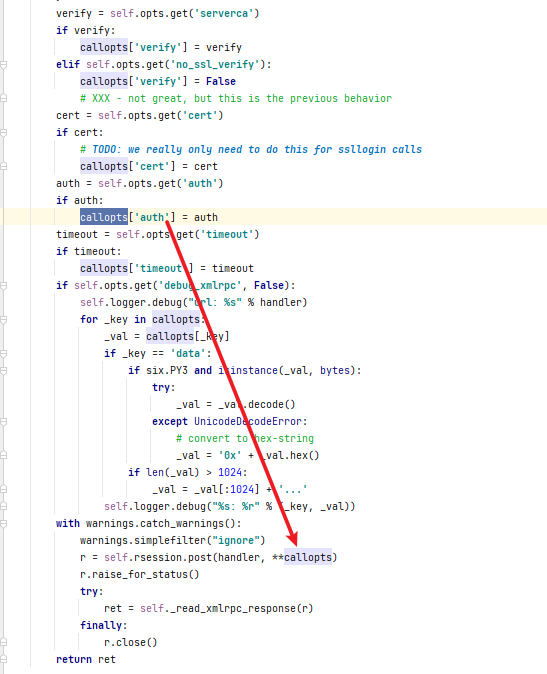 verify = self.opts.get('serverca')
if verify:
    callopts['verify'] = verify
elif self.opts.get('no_ssl_verify'):
    callopts['verify'] = False
    # XXX - not great, but this is the previous behavior
cert = self.opts.get('cert')
if cert:
    # TODO: we really only need to do this for ssllogin calls
    callopts['cert'] = cert
auth = self.opts.get('auth')
if auth:
    callopts['auth'] = auth
timeout = self.opts.get('timeout')
if timeout:
    callopts['timeout'] = timeout
if self.opts.get('debug_xmlrpc', False):
    self.logger.debug("url: %s" % handler)
    for _key in callopts:
        _val = callopts[_key]
        if _key == 'data':
            if six.PY3 and isinstance(_val, bytes):
                try:
                    _val = _val.decode()
                except UnicodeDecodeError:
                    # convert to hex-string
                    _val = '0x' + _val.hex()
            if len(_val) > 1024:
                _val = _val[:1024] + '...'
        self.logger.debug("%s: %r" % (_key, _val))
with warnings.catch_warnings():
    warnings.simplefilter("ignore")
    r = self.rsession.post(handler, **callopts)
    r.raise_for_status()
    try:
        ret = self._read_xmlrpc_response(r)
    finally:
        r.close()
return ret